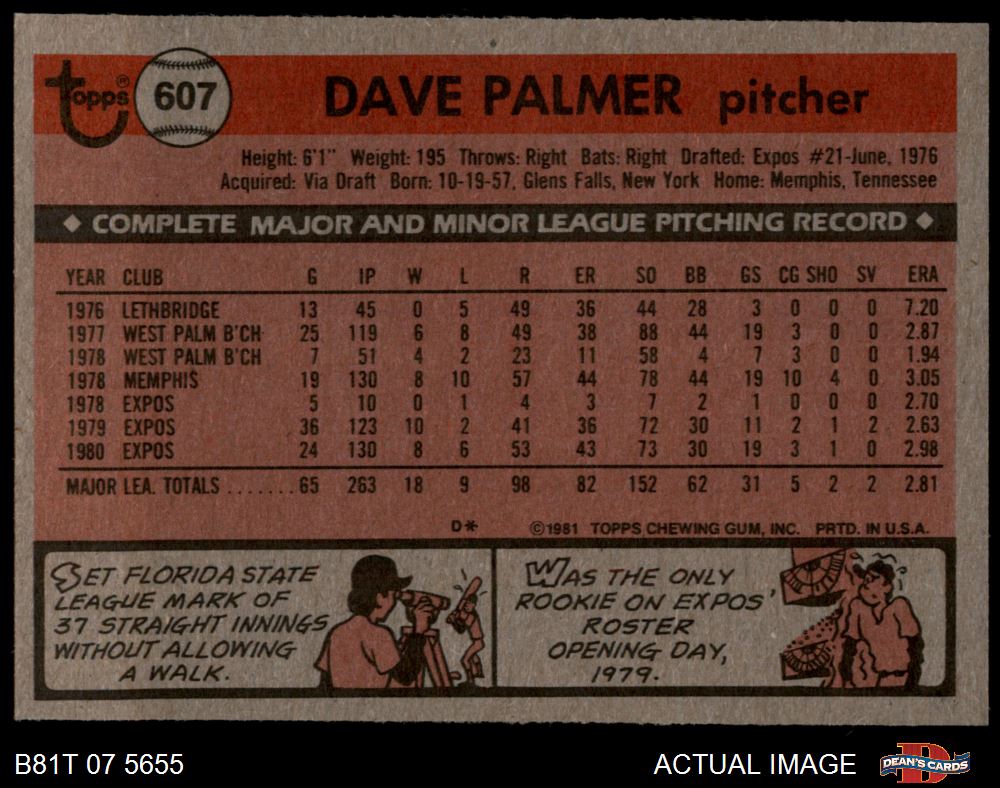 topps® 607 DAVE PALMER pitcher
Height: 6'1" Weight: 195 Throws: Right Bats: Right Drafted: Expos #21-June, 1976
Acquired: Via Draft Born: 10-19-57, Glens Falls, New York Home: Memphis, Tennessee
◆ COMPLETE MAJOR AND MINOR LEAGUE PITCHING RECORD ◆
YEAR CLUB G IP W L R ER SO BB GS CG SHO SV ERA
1976 LETHBRIDGE 13 45 0 5 49 36 44 28 3 0 0 0 7.20
1977 WEST PALM B'CH 25 119 6 8 49 38 88 44 19 3 0 0 2.87
1978 WEST PALM B'CH 7 51 4 2 23 11 58 4 7 3 0 0 1.94
1978 MEMPHIS 19 130 8 10 57 44 78 44 19 10 4 0 3.05
1978 EXPOS 5 10 0 1 4 3 7 2 1 0 0 0 2.70
1979 EXPOS 36 123 10 2 41 36 72 30 11 2 1 2 2.63
1980 EXPOS 24 130 8 6 53 43 73 30 19 3 1 0 2.98
MAJOR LEA. TOTALS .......65 263 18 9 98 82 152 62 31 5 2 2 2.81
D* ©1981 TOPPS CHEWING GUM, INC. PRTD. IN U.S.A.
SET FLORIDA STATE
LEAGUE MARK OF
37 STRAIGHT INNINGS
WITHOUT ALLOWING
A WALK.
WAS THE ONLY
ROOKIE ON EXPOS'
ROSTER
OPENING DAY,
1979.
B81T 07 5655 ACTUAL IMAGE DEAN'S CARDS